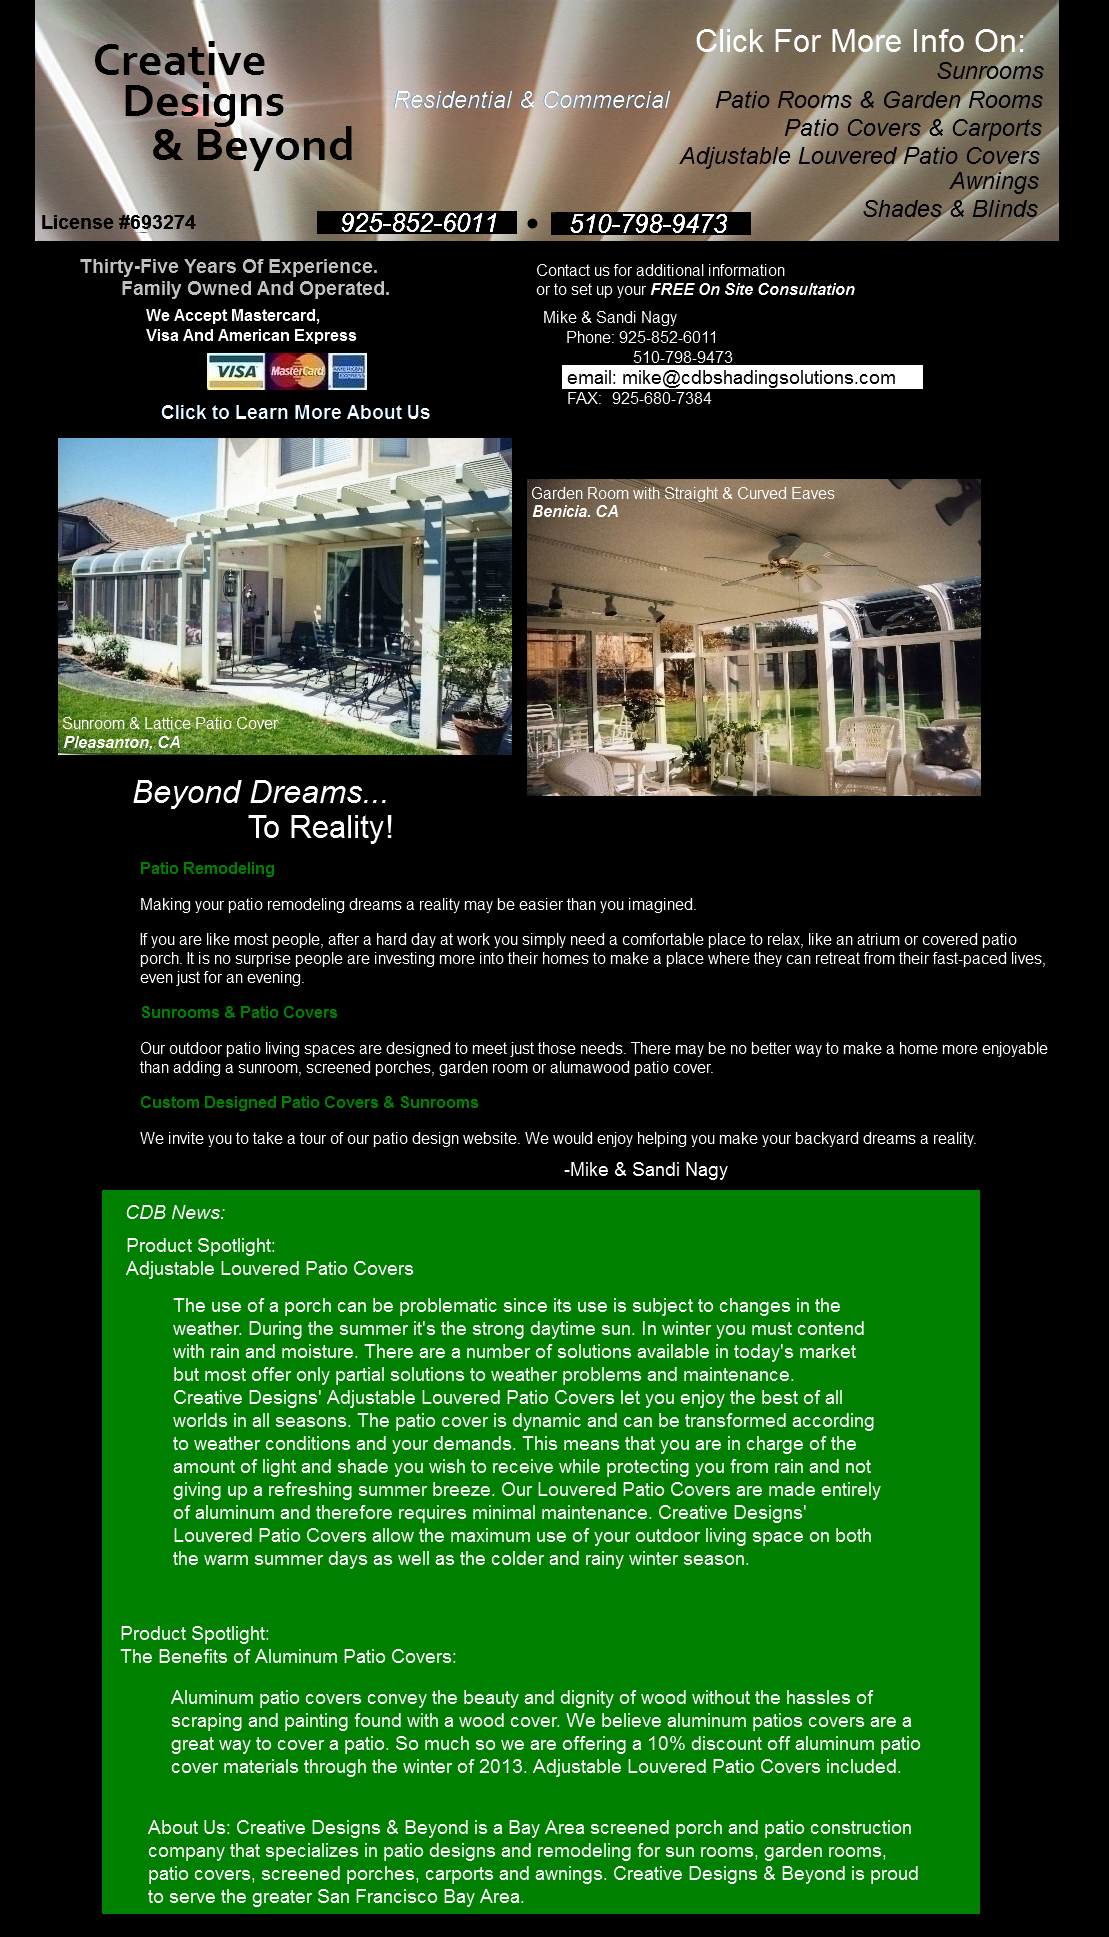 Creative
Designs
& Beyond
Residential & Commercial
Click For More Info On:
Sunrooms
Patio Rooms & Garden Rooms
Patio Covers & Carports
Adjustable Louvered Patio Covers
Awnings
Shades & Blinds
License #693274
925-852-6011 • 510-798-9473
Thirty-Five Years Of Experience.
Family Owned And Operated.
We Accept Mastercard,
Visa And American Express
VISA MasterCard AMERICAN EXPRESS
Click to Learn More About Us
Contact us for additional information
or to set up your FREE On Site Consultation
Mike & Sandi Nagy
Phone: 925-852-6011
510-798-9473
email: mike@cdbshadingsolutions.com
FAX: 925-680-7384
Sunroom & Lattice Patio Cover
Pleasanton, CA
Garden Room with Straight & Curved Eaves
Benicia. CA
Beyond Dreams...
To Reality!
Patio Remodeling
Making your patio remodeling dreams a reality may be easier than you imagined.
If you are like most people, after a hard day at work you simply need a comfortable place to relax, like an atrium or covered patio
porch. It is no surprise people are investing more into their homes to make a place where they can retreat from their fast-paced lives,
even just for an evening.
Sunrooms & Patio Covers
Our outdoor patio living spaces are designed to meet just those needs. There may be no better way to make a home more enjoyable
than adding a sunroom, screened porches, garden room or alumawood patio cover.
Custom Designed Patio Covers & Sunrooms
We invite you to take a tour of our patio design website. We would enjoy helping you make your backyard dreams a reality.
-Mike & Sandi Nagy
CDB News:
Product Spotlight:
Adjustable Louvered Patio Covers
The use of a porch can be problematic since its use is subject to changes in the
weather. During the summer it's the strong daytime sun. In winter you must contend
with rain and moisture. There are a number of solutions available in today's market
but most offer only partial solutions to weather problems and maintenance.
Creative Designs' Adjustable Louvered Patio Covers let you enjoy the best of all
worlds in all seasons. The patio cover is dynamic and can be transformed according
to weather conditions and your demands. This means that you are in charge of the
amount of light and shade you wish to receive while protecting you from rain and not
giving up a refreshing summer breeze. Our Louvered Patio Covers are made entirely
of aluminum and therefore requires minimal maintenance. Creative Designs'
Louvered Patio Covers allow the maximum use of your outdoor living space on both
the warm summer days as well as the colder and rainy winter season.
Product Spotlight:
The Benefits of Aluminum Patio Covers:
Aluminum patio covers convey the beauty and dignity of wood without the hassles of
scraping and painting found with a wood cover. We believe aluminum patios covers are a
great way to cover a patio. So much so we are offering a 10% discount off aluminum patio
cover materials through the winter of 2013. Adjustable Louvered Patio Covers included.
About Us: Creative Designs & Beyond is a Bay Area screened porch and patio construction
company that specializes in patio designs and remodeling for sun rooms, garden rooms,
patio covers, screened porches, carports and awnings. Creative Designs & Beyond is proud
to serve the greater San Francisco Bay Area.